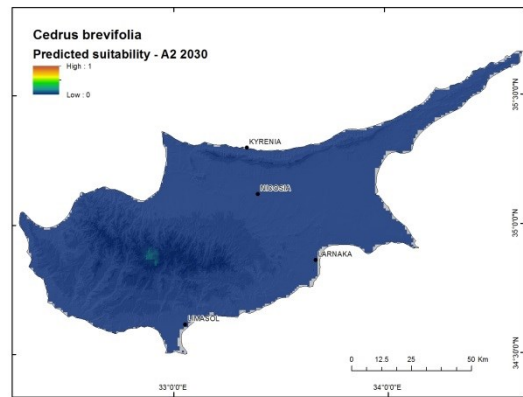 Cedrus brevifolia
Predicted suitability - A2 2030
High : 1
Low : 0
KYRENIA
NICOSIA
LARNAKA
LIMASOL
35°30'0"N
35°0'0"N
34°30'0"N
0 12.5 25 50 Km
33°0'0"E
34°0'0"E